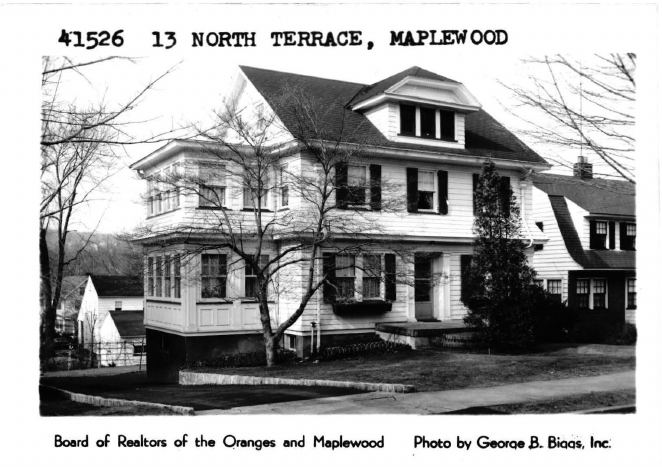 41526 13 NORTH TERRACE, MAPLEWOOD
Board of Realtors of the Oranges and Maplewood Photo by George B. Biggs, Inc.